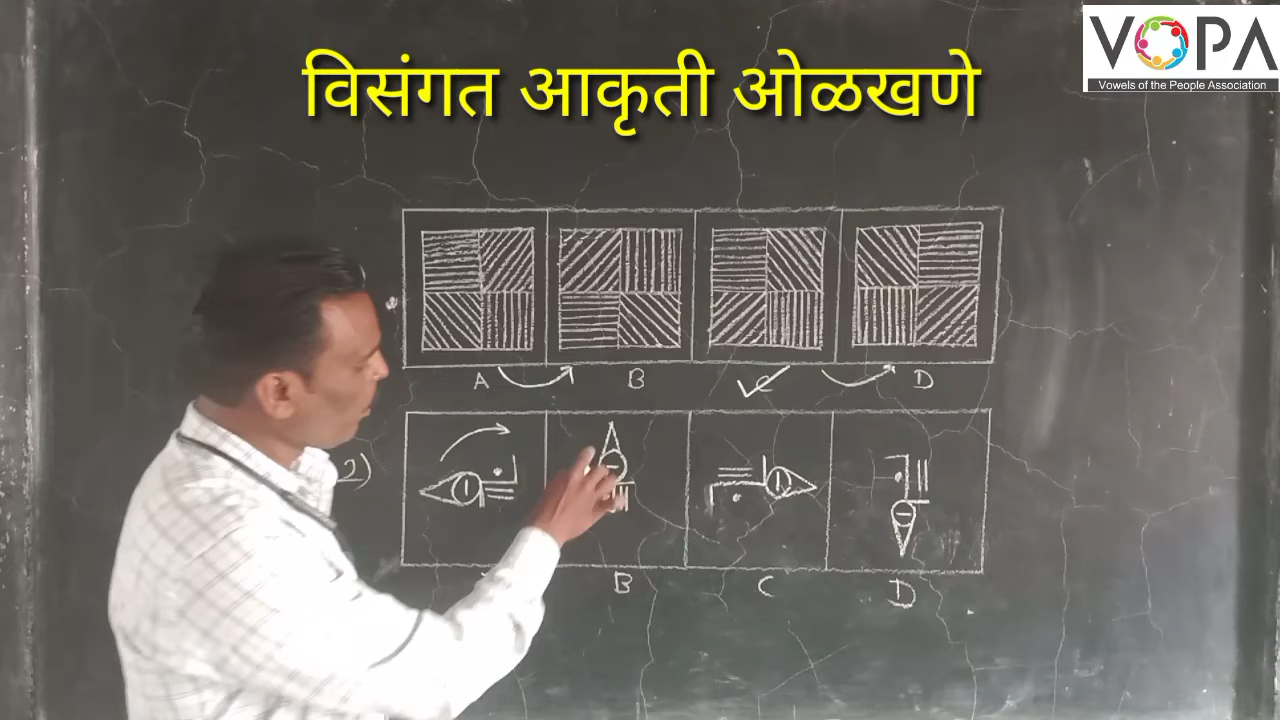 VOPA
Vowels of the People Association
विसंगत आकृती ओळखणे
A B C D
2)
B C D